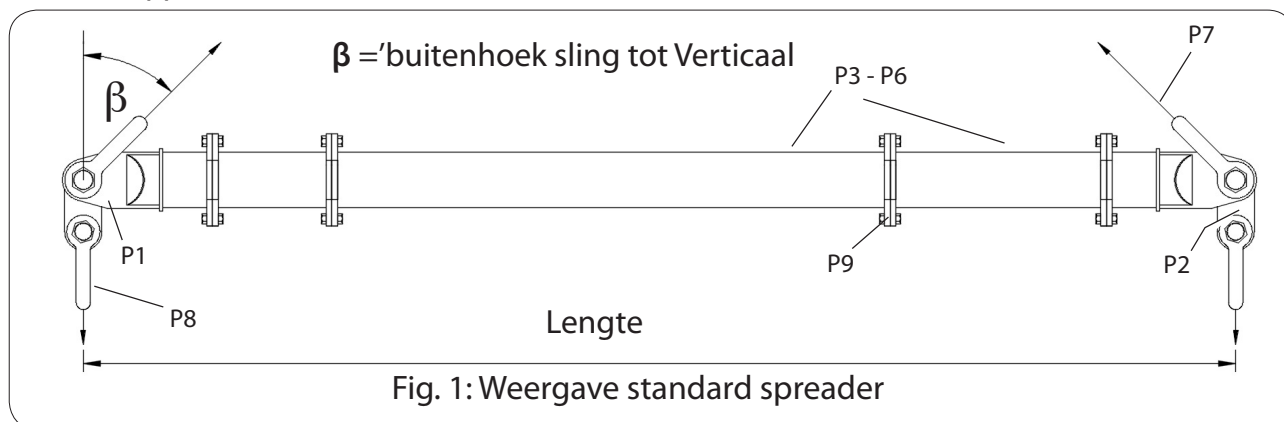 β ='buitenhoek sling tot Verticaal
P7
P3 - P6
β
P1
P9
P2
P8
Lengte
Fig. 1: Weergave standard spreader